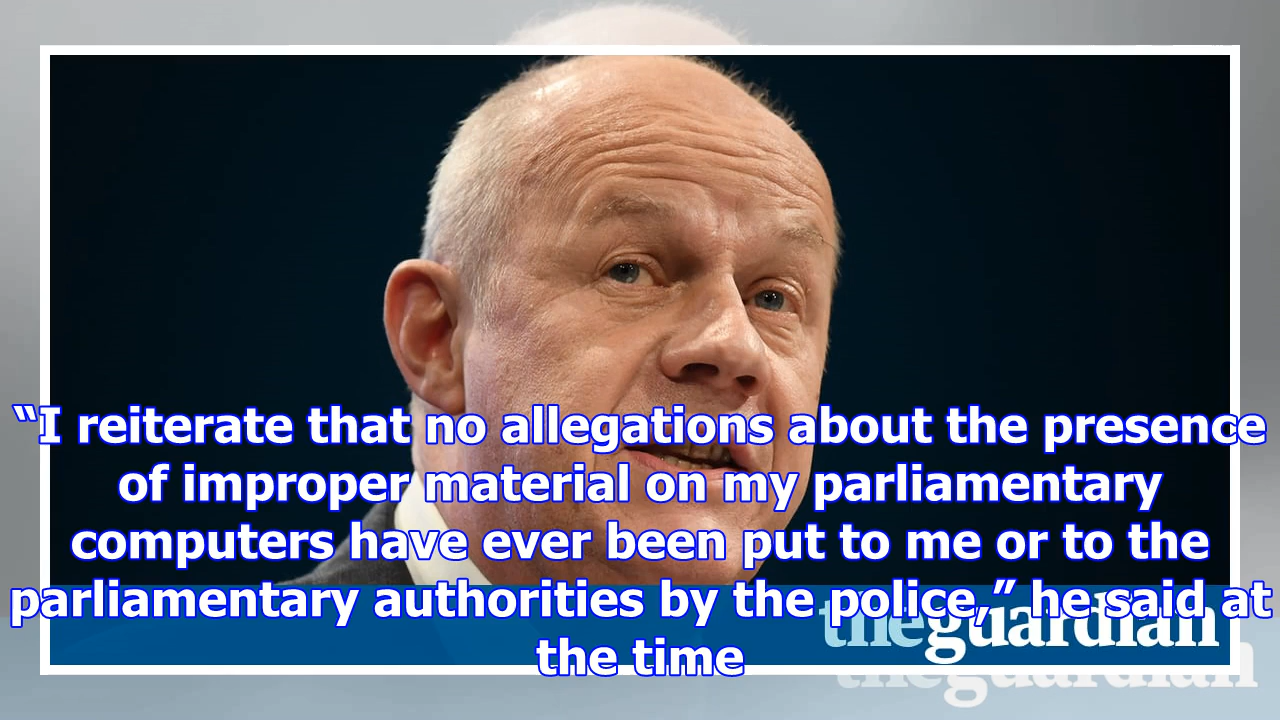 “I reiterate that no allegations about the presence
of improper material on my parliamentary
computers have ever been put to me or to the
parliamentary authorities by the police,” he said at
the time
theguardian
theguardian